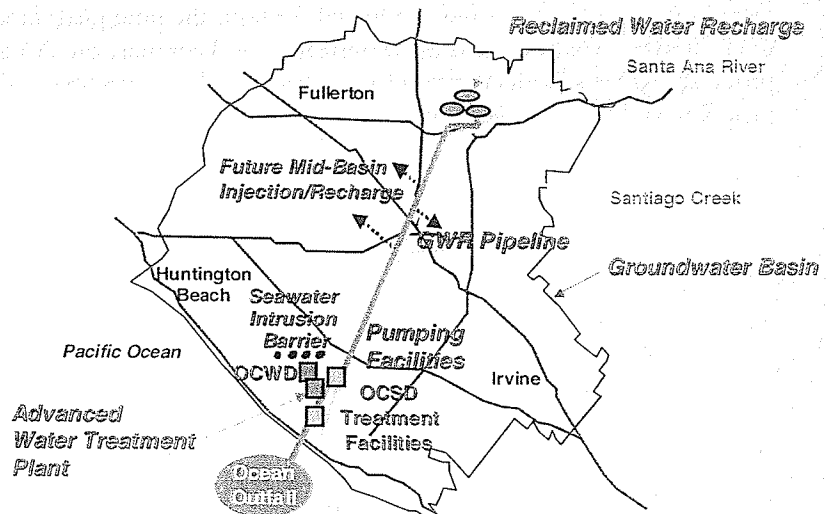 Reclaimed Water Recharge
Santa Ana River
Fullerton
Future Mid-Basin
Injection/Recharge
Santiago Creek
GWR Pipeline
Groundwater Basin
Huntington
Beach
Seawater
Intrusion
Barrier
Pumping
Facilities
Pacific Ocean
OCWD
Irvine
OCSD
Treatment
Facilities
Advanced
Water Treatment
Plant
Ocean
Outfall